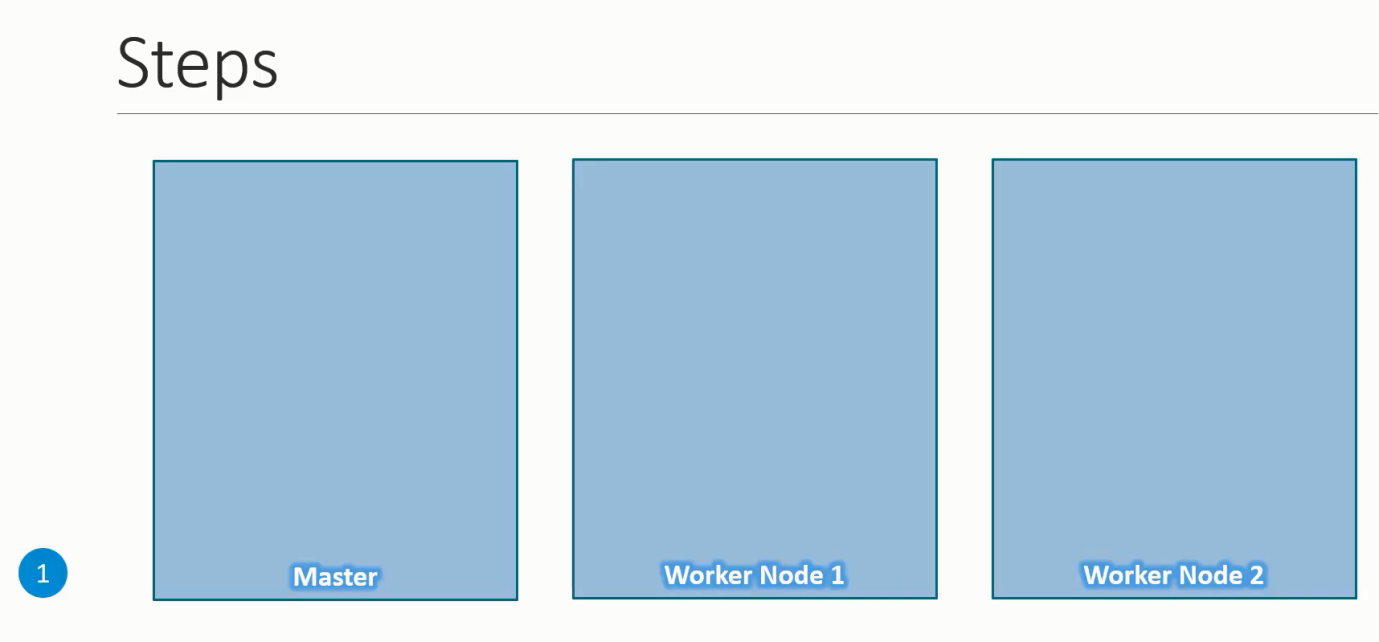 Steps
1
Master
Worker Node 1
Worker Node 2